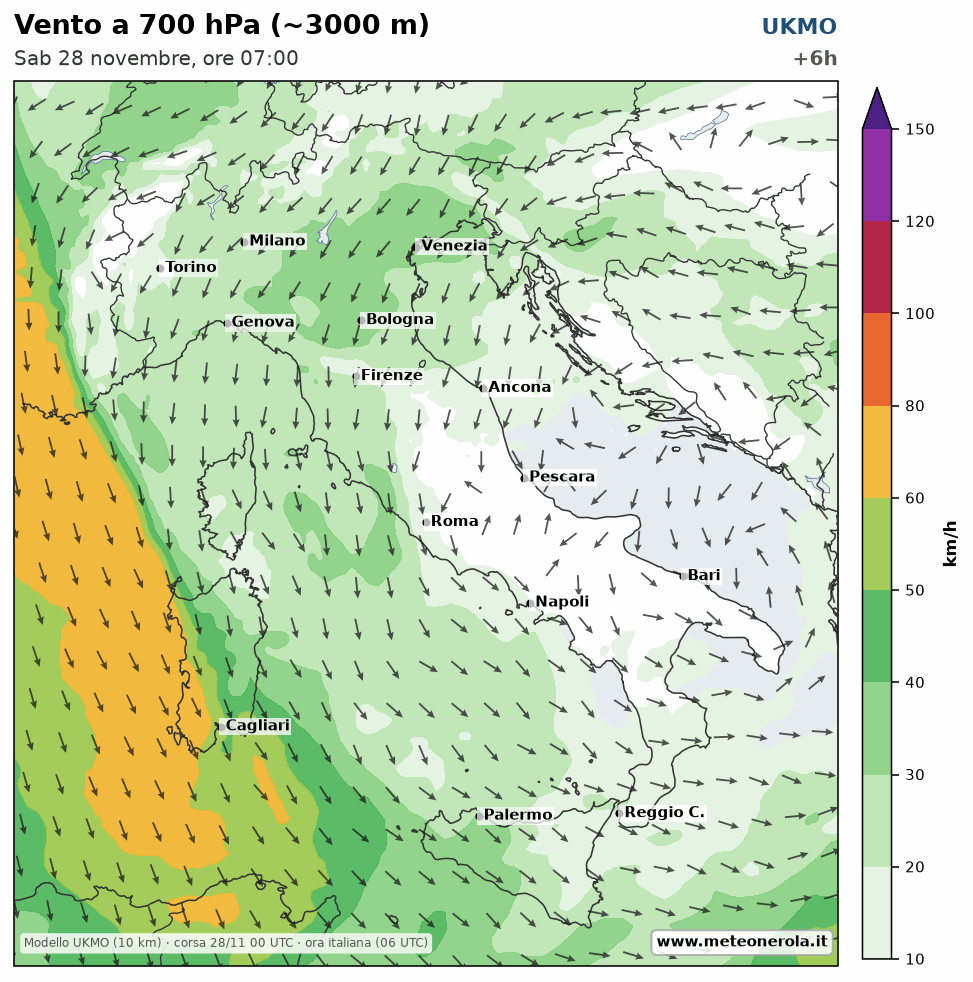 Vento a 700 hPa (~3000 m)
UKMO
Sab 28 novembre, ore 07:00
+6h
150
120
100
80
60
50
40
30
20
10
km/h
Milano
Venezia
Torino
Genova
Bologna
Firenze
Ancona
Pescara
Roma
Bari
Napoli
Cagliari
Palermo
Reggio C.
Modello UKMO (10 km) · corsa 28/11 00 UTC · ora italiana (06 UTC)
www.meteonerola.it